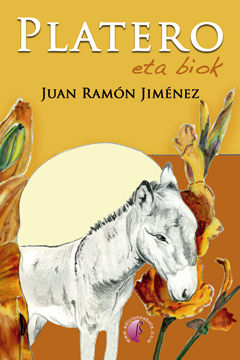 PLATERO
eta biok
JUAN RAMÓN JIMÉNEZ